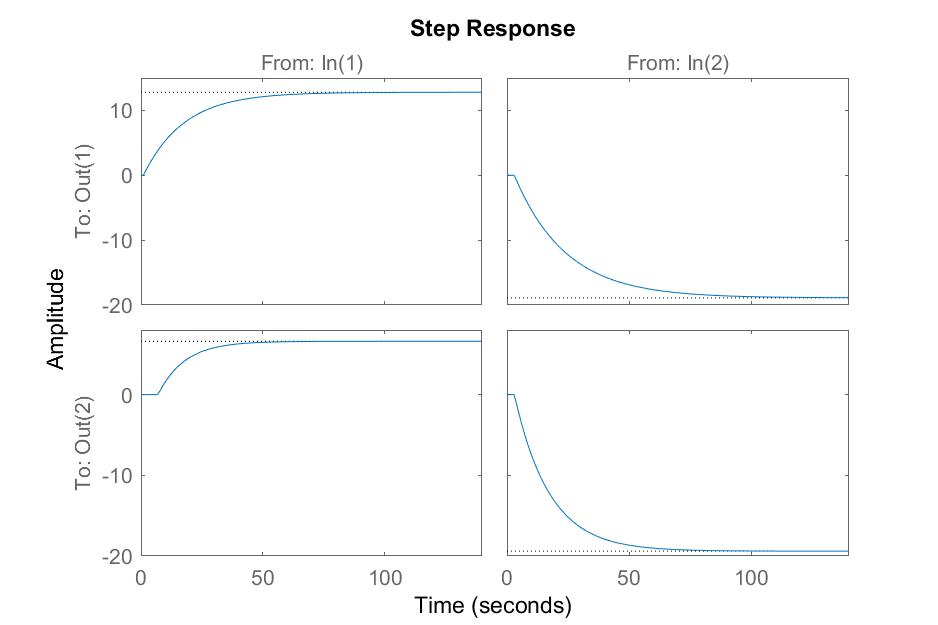 Step Response
From: In(1)
From: In(2)
To: Out(1)
10
0
-10
-20
Amplitude
To: Out(2)
0
-10
-20
0
50
100
0
50
100
Time (seconds)